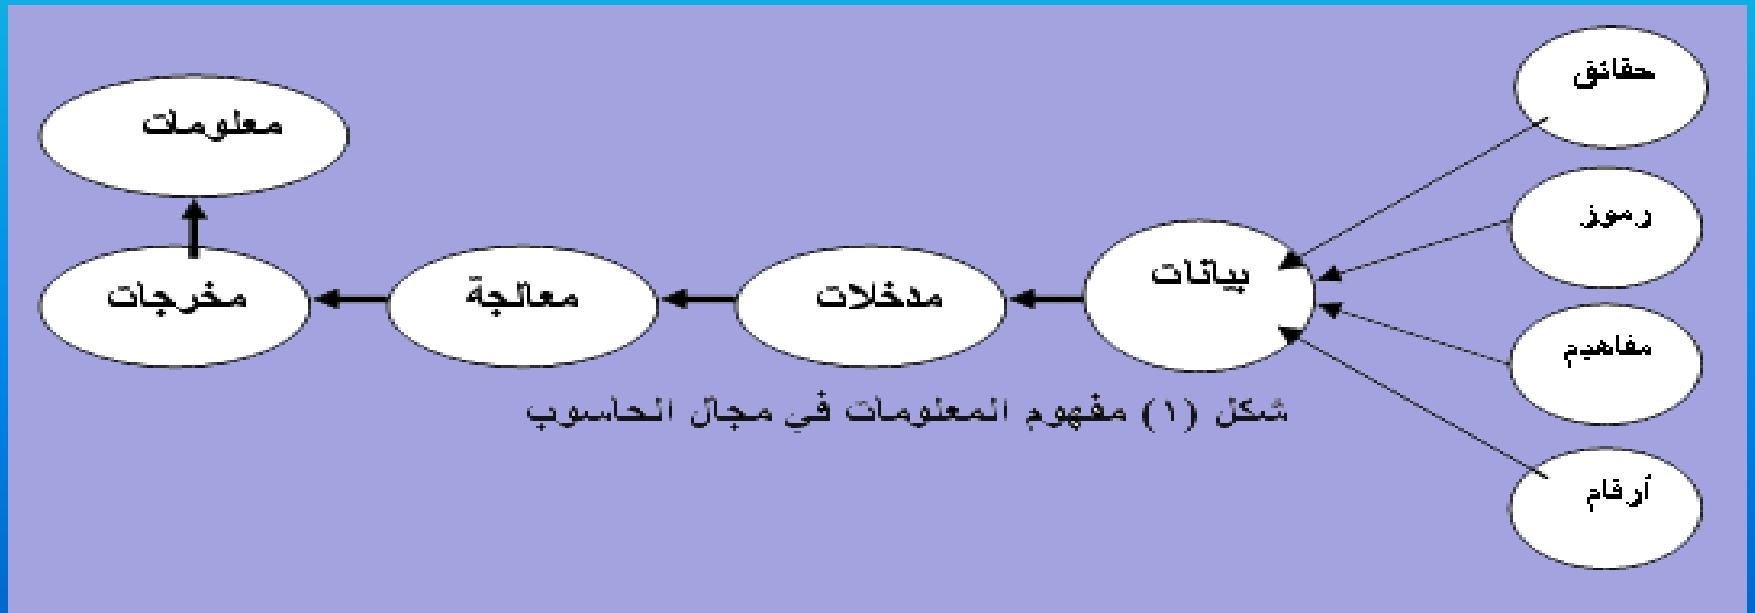 حقائق
رموز
مفاهيم
أرقام
بيانات
مدخلات
معالجة
مخرجات
معلومات
شكل (١) مفهوم المعلومات في مجال الحاسوب